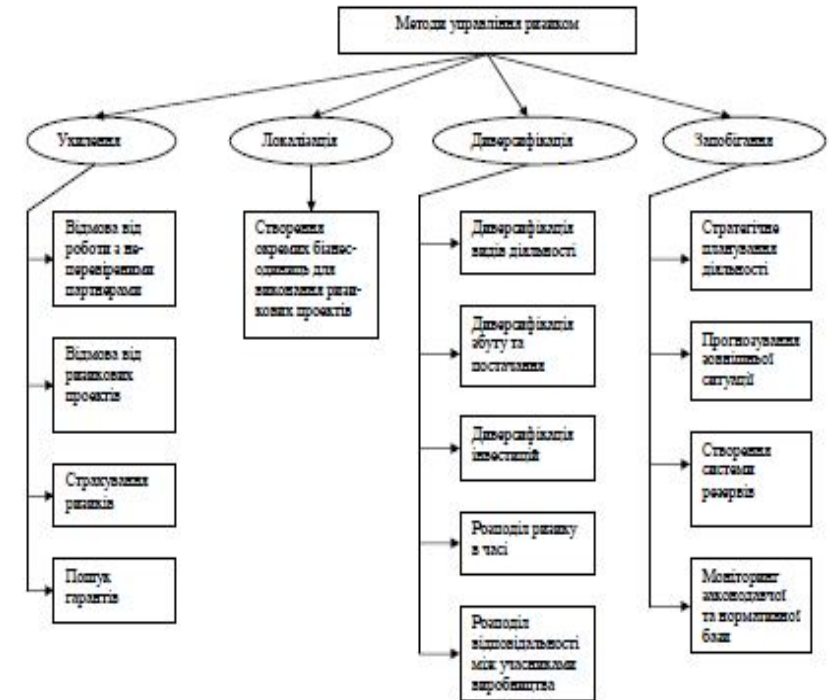 Методи управління ризиком
Ухилення
Локалізація
Диверсифікація
Запобігання
Відмова від
роботи з не-
перевіреними
партнерами
Відмова від
ризикових
проектів
Страхування
ризиків
Пошук
гарантів
Створення
окремих бізнес-
одиниць для
виконання ризи-
кових проектів
Диверсифікація
видів діяльності
Диверсифікація
збуту та
постачання
Диверсифікація
інвестицій
Розподіл ризику
в часі
Розподіл
відповідальності
між учасниками
виробництва
Стратегічне
планування
діяльності
Прогнозування
зовнішньої
ситуації
Створення
системи
резервів
Моніторинг
законодавчої
та нормативної
бази